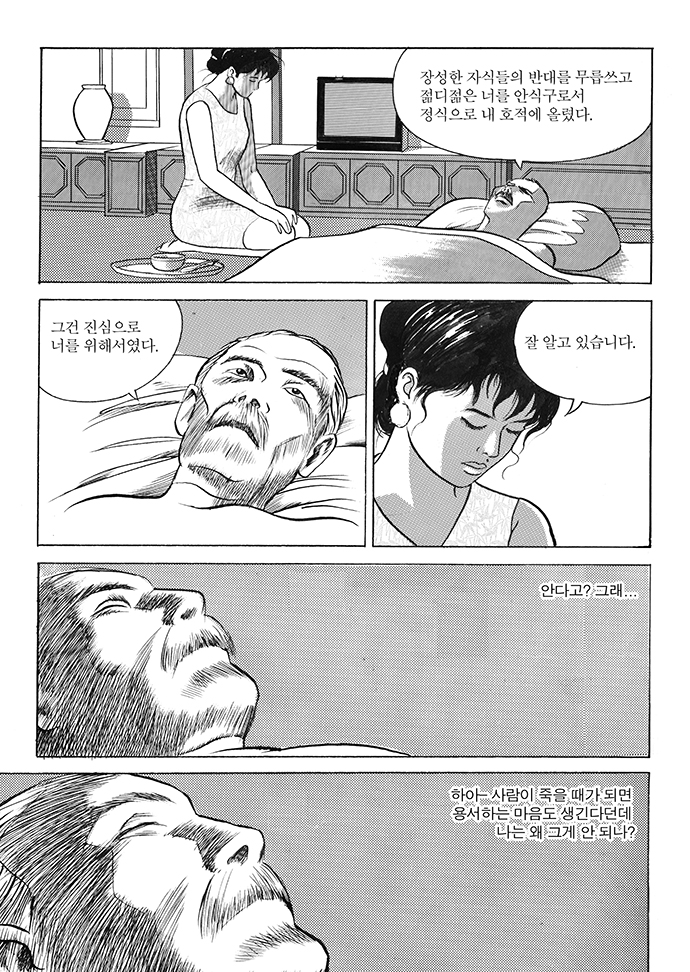 장성한 자식들의 반대를 무릅쓰고
젊디젊은 너를 안식구로서
정식으로 내 호적에 올렸다.
그건 진심으로
너를 위해서였다.
잘 알고 있습니다.
안다고? 그래...
하아– 사람이 죽을 때가 되면
용서하는 마음도 생긴다던데
나는 왜 그게 안 되나?